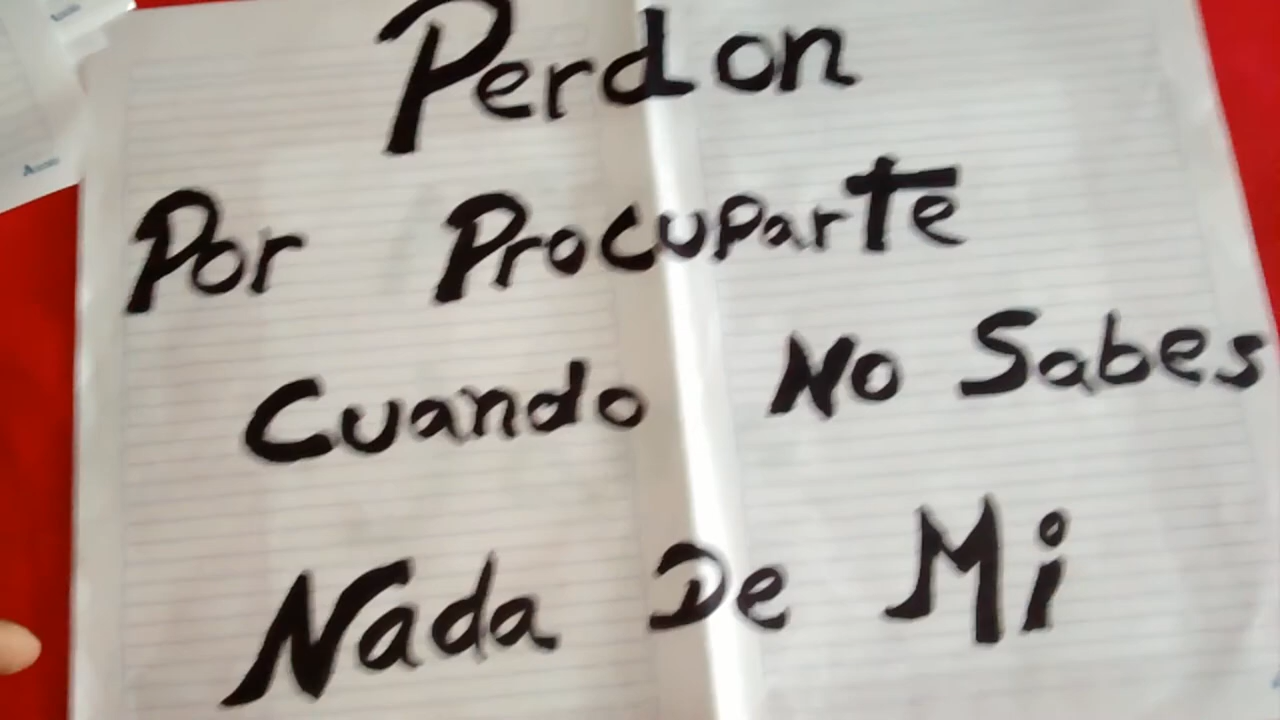 Perdon
Por Procuparte
Cuando No Sabes
Nada De Mi